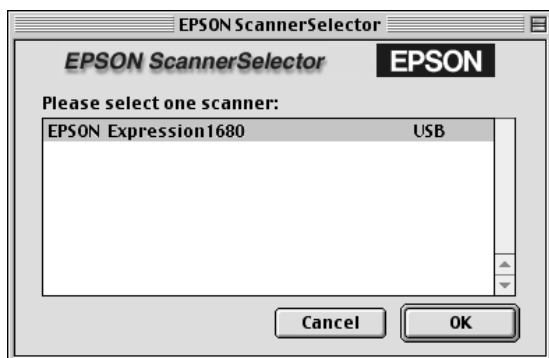 EPSON ScannerSelector
EPSON ScannerSelector EPSON
Please select one scanner:
EPSON Expression1680 USB
Cancel OK